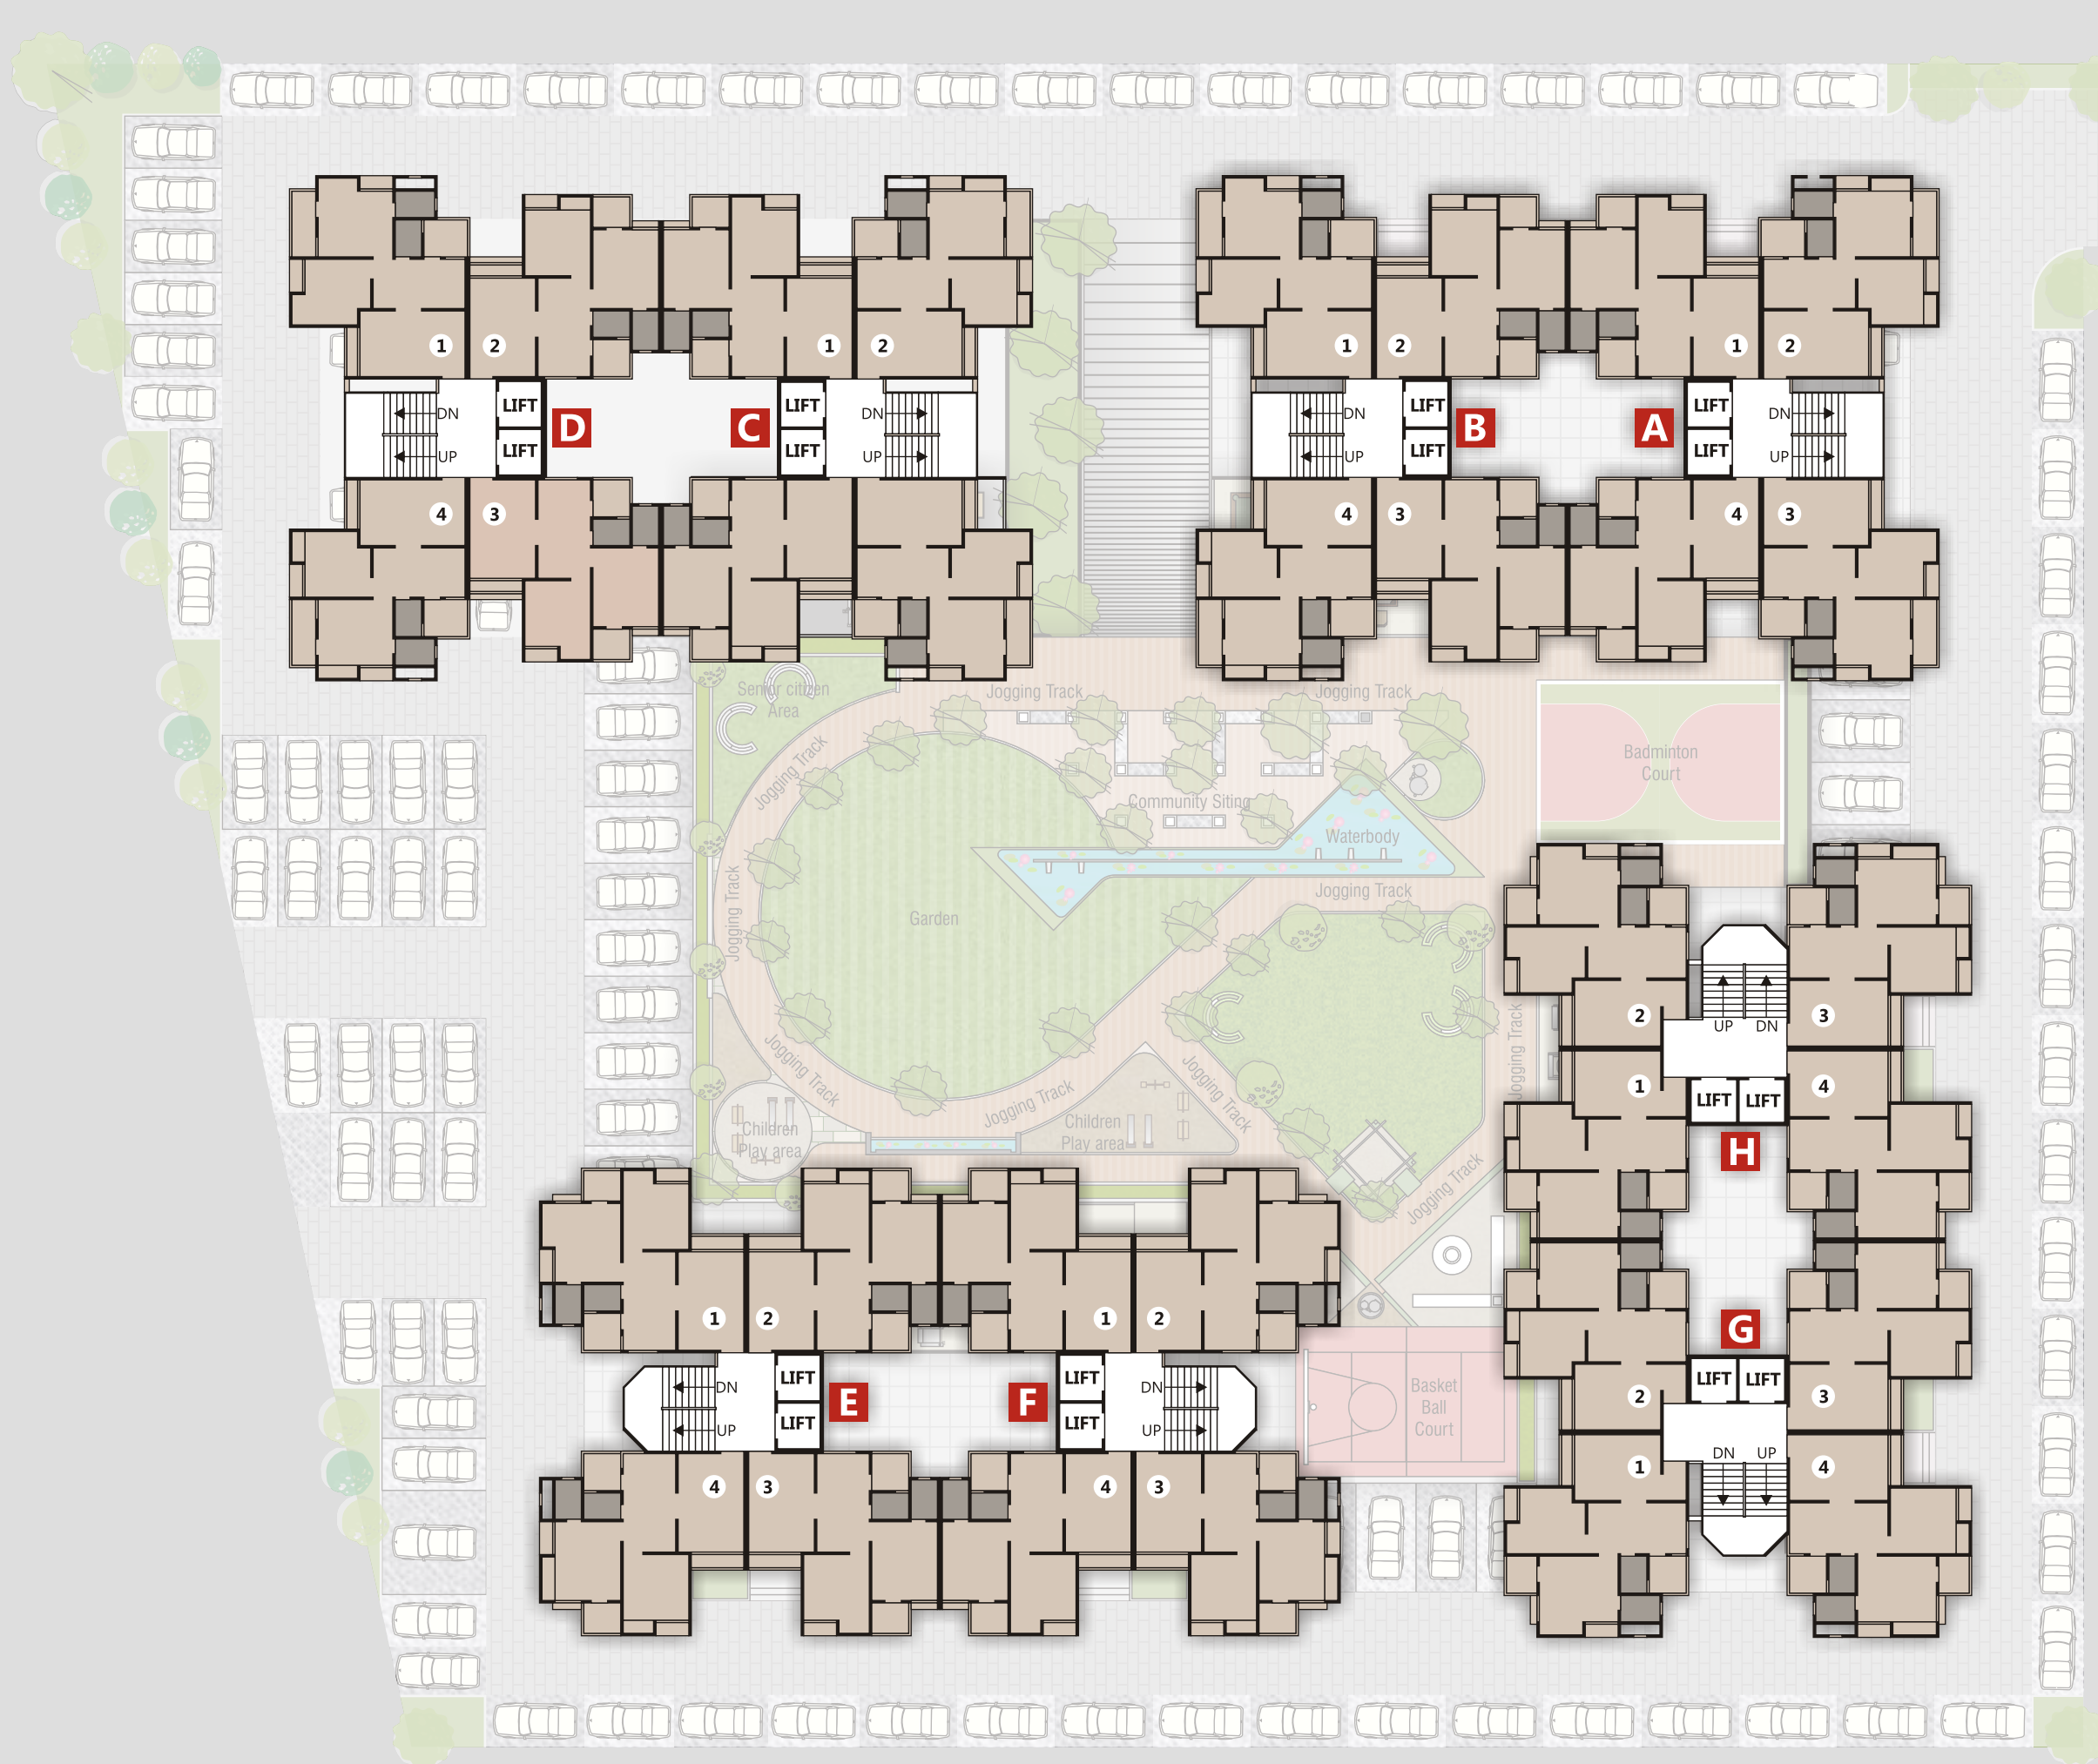 1 2 1 2
1 2 1 2
DN LIFT D C LIFT DN
UP LIFT LIFT UP
DN LIFT B A LIFT DN
UP LIFT LIFT UP
4 3
4 3 4 3
Senior citizen
Area
Jogging Track
Jogging Track
Jogging Track
Badminton
Court
Community Siting
Waterbody
Jogging Track
Jogging Track
Garden
Jogging Track
2 3
UP DN
1 4
LIFT LIFT
H
Jogging Track
Jogging Track
Jogging Track
Children
Play area
Children
Play area
Jogging Track
1 2 1 2
G
LIFT LIFT
2 3
DN UP
1 4
DN LIFT E F LIFT DN
UP LIFT LIFT UP
Basket
Ball
Court
4 3 4 3